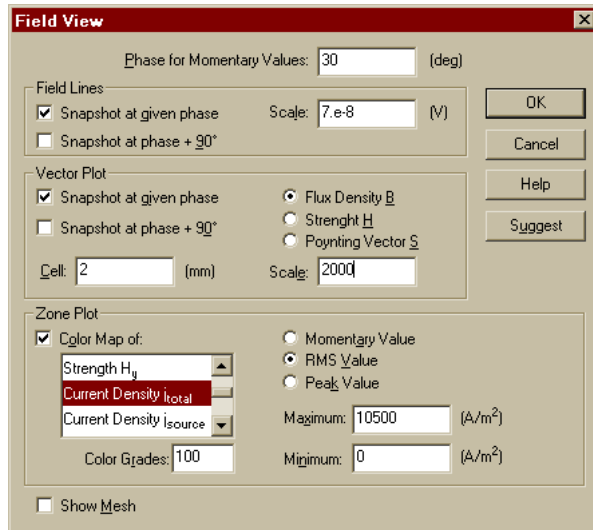 Field View
Phase for Momentary Values: 30 (deg)
Field Lines
Snapshot at given phase Scale: 7.e-8 (V)
Snapshot at phase + 90°
OK
Cancel
Help
Suggest
Vector Plot
Snapshot at given phase
Snapshot at phase + 90°
Flux Density B
Strenght H
Poynting Vector S
Cell: 2 (mm) Scale: 2000
Zone Plot
Color Map of:
Strength Hy
Current Density jtotal
Current Density jsource
Color Grades: 100
Momentary Value
RMS Value
Peak Value
Maximum: 10500 (A/m²)
Minimum: 0 (A/m²)
Show Mesh